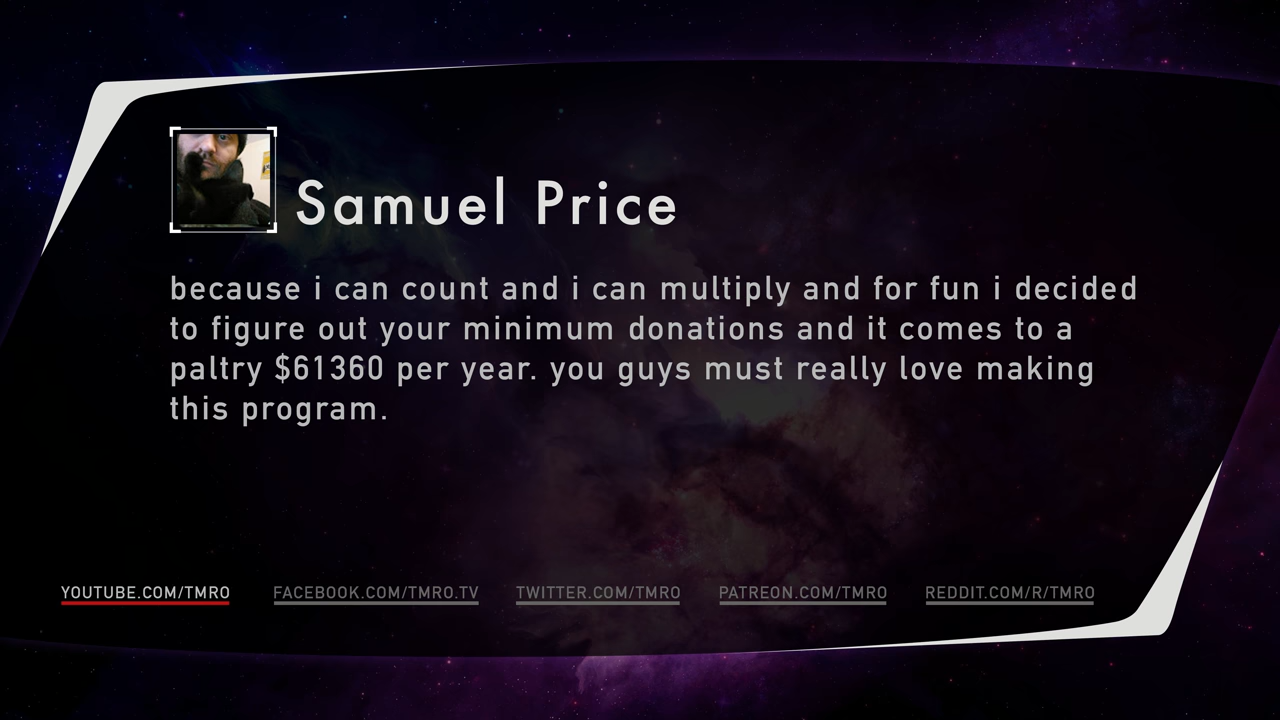 Samuel Price
because i can count and i can multiply and for fun i decided
to figure out your minimum donations and it comes to a
paltry $61360 per year. you guys must really love making
this program.
YOUTUBE.COM/TMRO FACEBOOK.COM/TMRO.TV TWITTER.COM/TMRO PATREON.COM/TMRO REDDIT.COM/R/TMRO